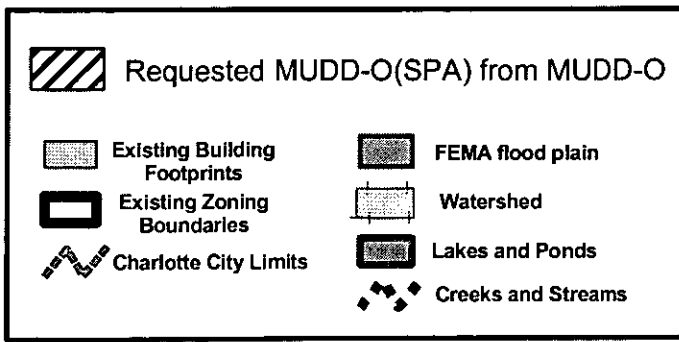 Requested MUDD-O(SPA) from MUDD-O
Existing Building
Footprints
Existing Zoning
Boundaries
Charlotte City Limits
FEMA flood plain
Watershed
Lakes and Ponds
Creeks and Streams